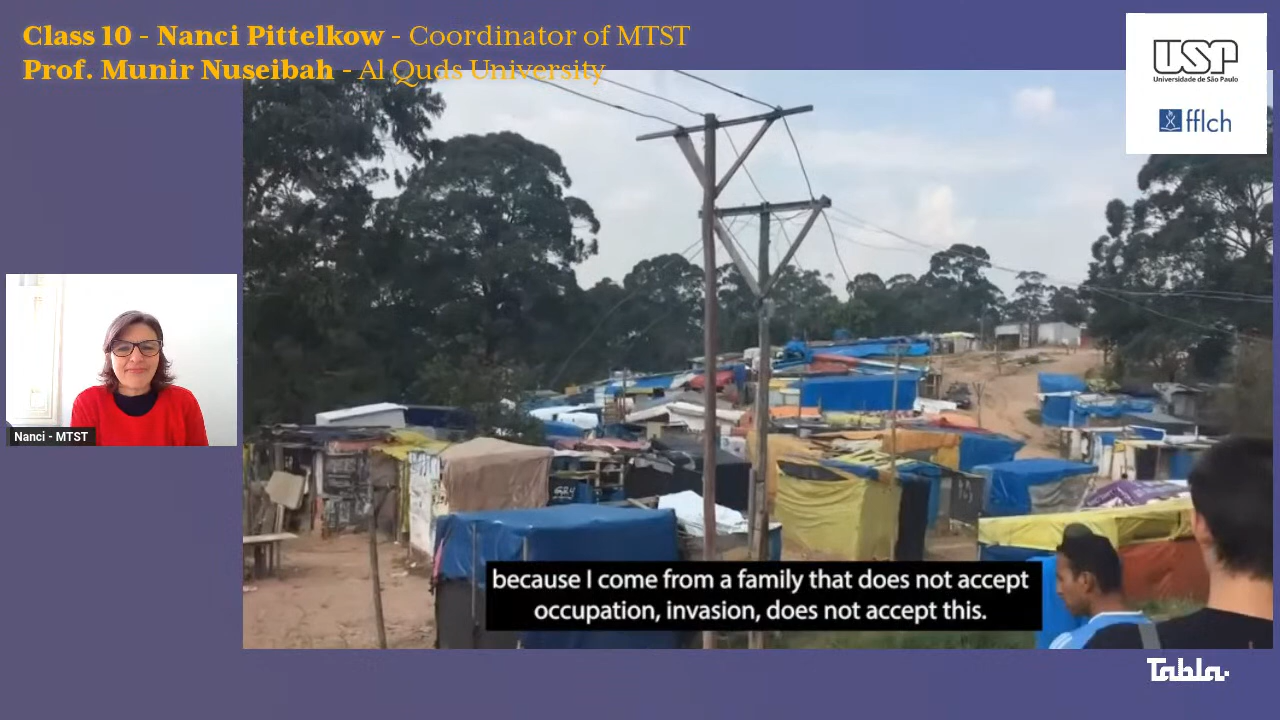 Class 10 - Nanci Pittelkow - Coordinator of MTST
Prof. Munir Nuseibah - Al Quds University
USP
Universidade de São Paulo
fflch
Nanci - MTST
because I come from a family that does not accept
occupation, invasion, does not accept this.
Tabla.